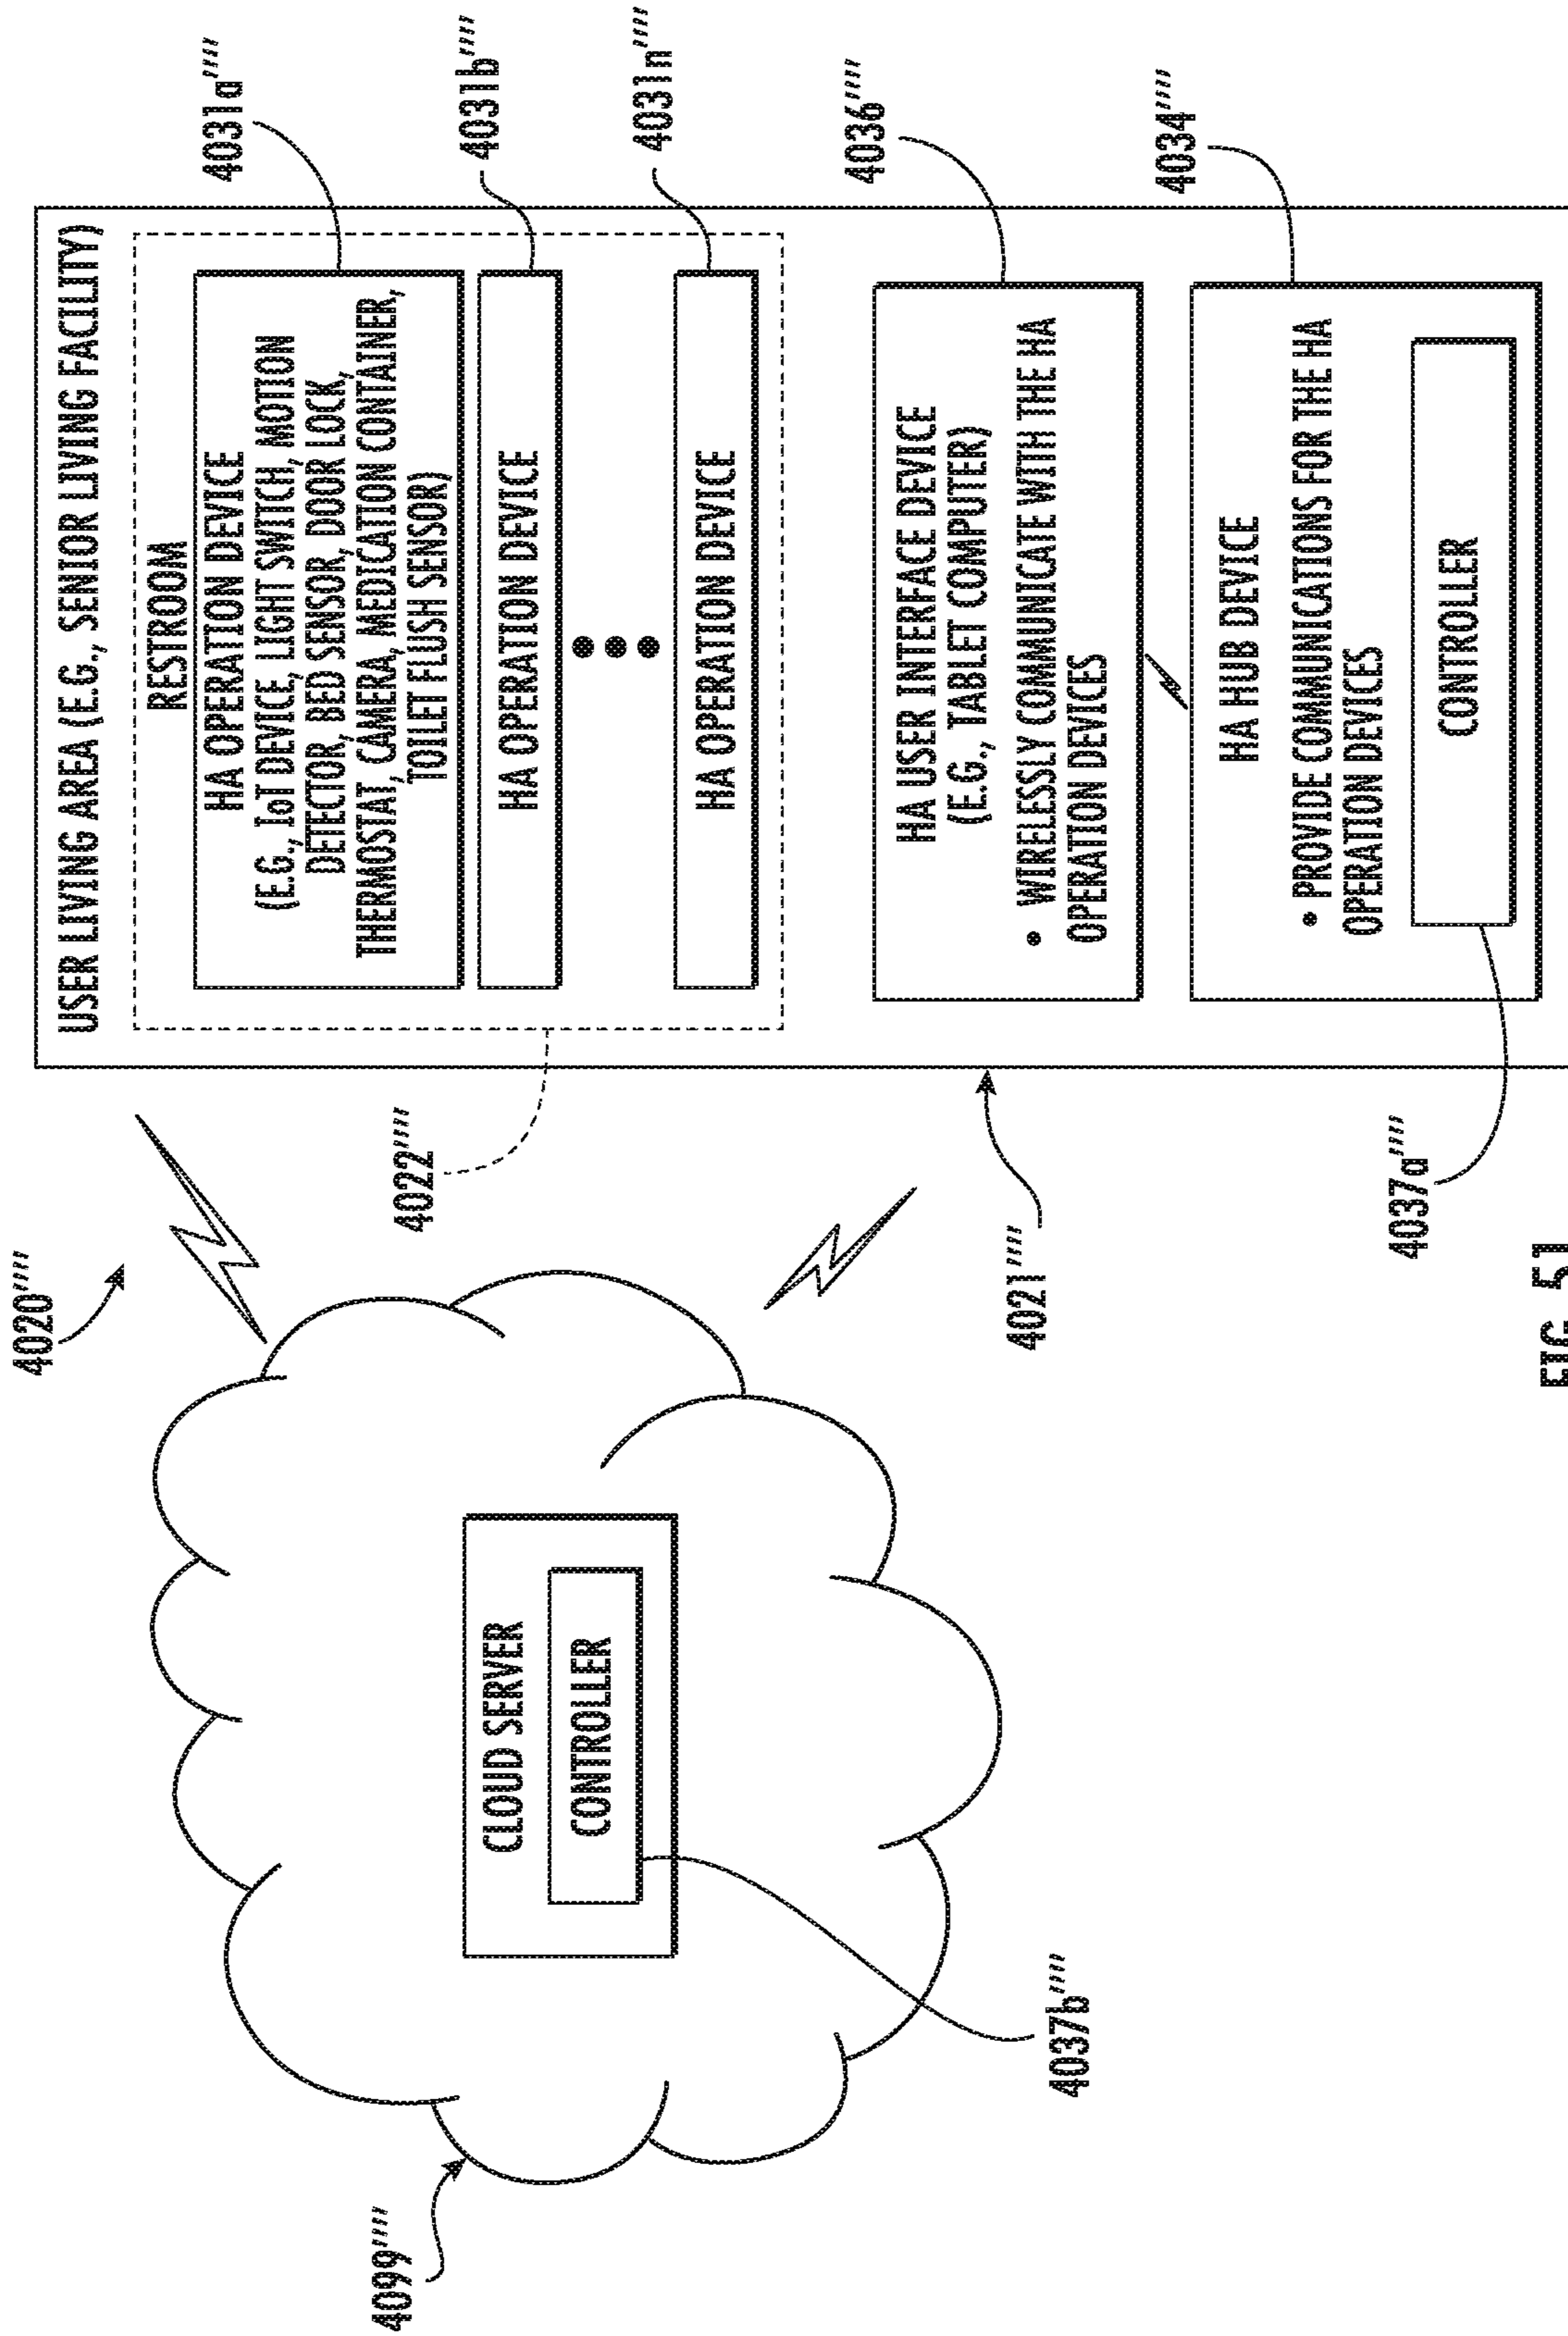 4020''''
USER LIVING AREA (E.G., SENIOR LIVING FACILITY)
RESTROOM
HA OPERATION DEVICE
(E.G., IoT DEVICE, LIGHT SWITCH, MOTION
DETECTOR, BED SENSOR, DOOR LOCK,
THERMOSTAT, CAMERA, MEDICATION CONTAINER,
TOILET FLUSH SENSOR)
4031a''''
HA OPERATION DEVICE
4031b''''
HA OPERATION DEVICE
4031n''''
4022''''
HA USER INTERFACE DEVICE
(E.G., TABLET COMPUTER)
• WIRELESSLY COMMUNICATE WITH THE HA
OPERATION DEVICES
4036''''
HA HUB DEVICE
• PROVIDE COMMUNICATIONS FOR THE HA
OPERATION DEVICES
4034''''
CONTROLLER
4037a''''
4021''''
4099''''
CLOUD SERVER
CONTROLLER
4037b''''
FIG. 51